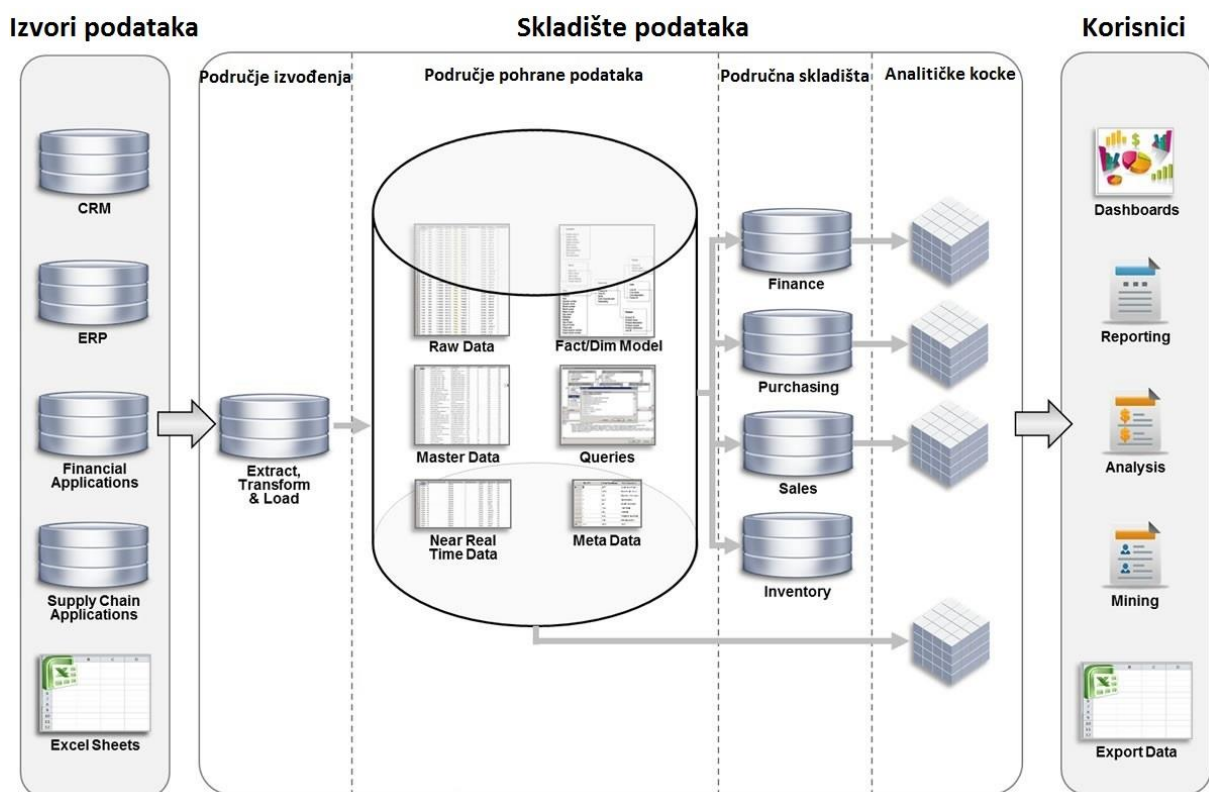 Izvori podataka
Skladište podataka
Korisnici
Područje izvođenja
Područje pohrane podataka
Područna skladišta
Analitičke kocke
CRM
ERP
Financial
Applications
Supply Chain
Applications
Excel Sheets
Extract,
Transform
& Load
Raw Data
Fact/Dim Model
Master Data
Queries
Near Real
Time Data
Meta Data
Finance
Purchasing
Sales
Inventory
Dashboards
Reporting
Analysis
Mining
Export Data